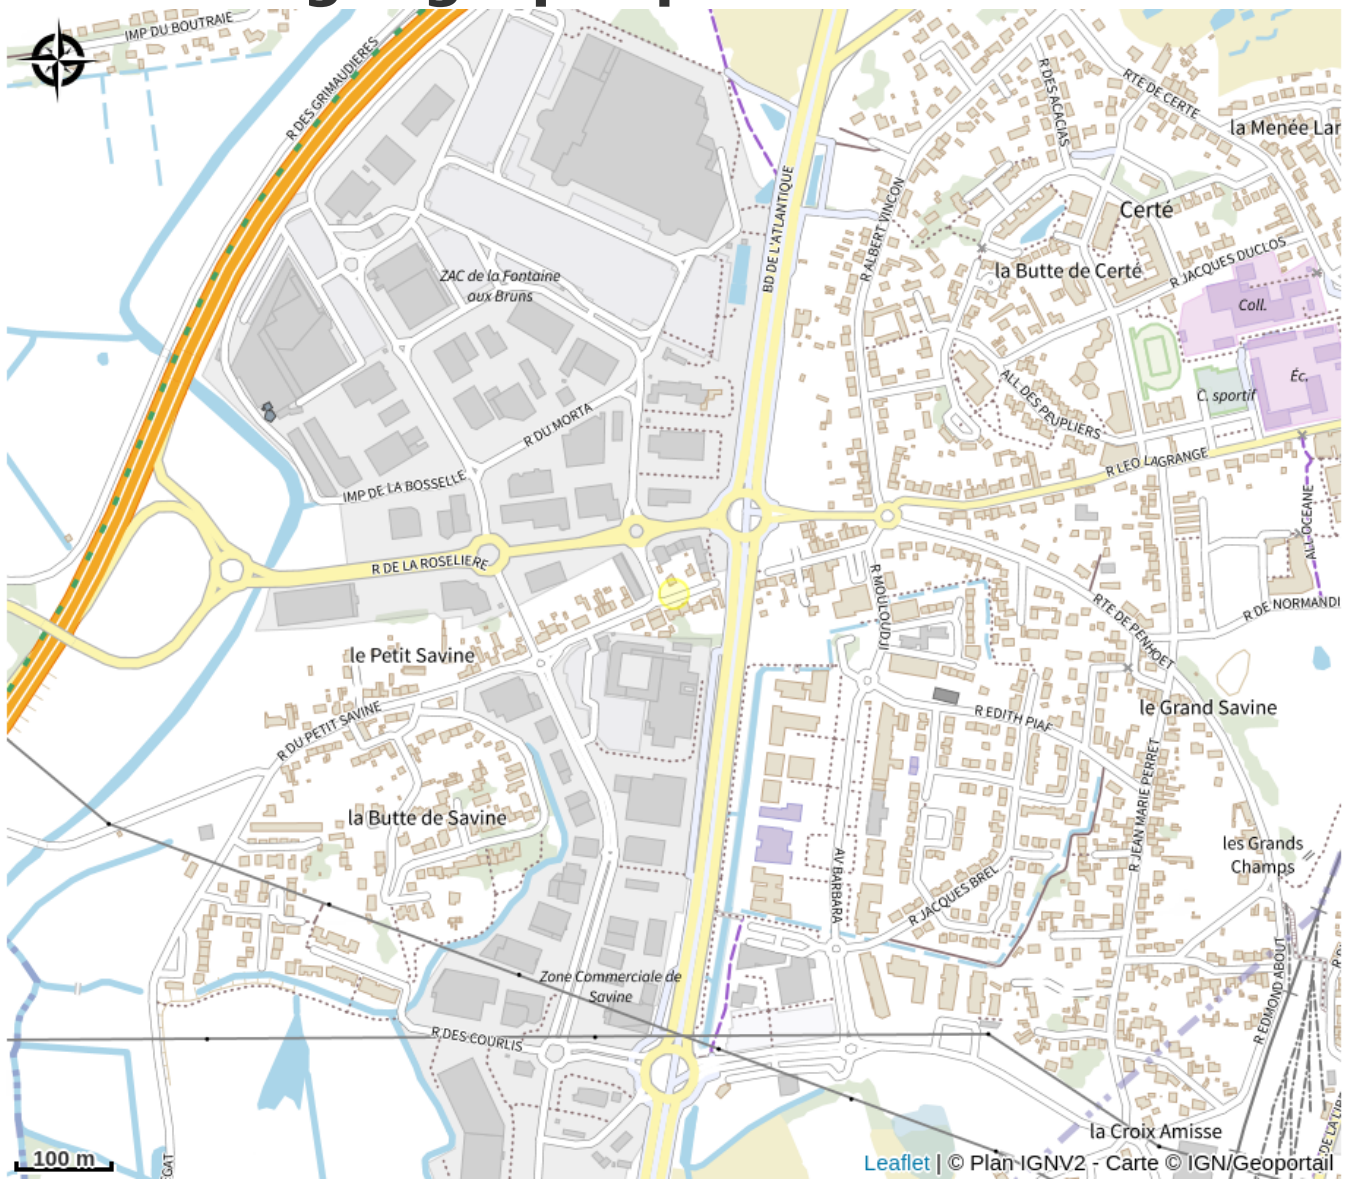 IMP DU BOUTRAIE
R DES GRIMAUDIERES
R DES ACACIAS
RTE DE CERTE
la Menée Lar
BD DE L'ATLANTIQUE
R ALBERT VINCON
Certé
la Butte de Certé
R JACQUES DUCLOS
ZAC de la Fontaine
aux Bruns
Coll.
Éc.
C. sportif
ALL DES PEUPLIERS
R DU MORTA
R LEO LAGRANGE
IMP DE LA BOSSELLE
ALL OCEANE
R DE LA ROSELIERE
R MOULOUDJI
RTE DE PENHOET
R DE NORMANDI
le Petit Savine
R DU PETIT SAVINE
R EDITH PIAF
le Grand Savine
R JEAN MARIE PERRET
la Butte de Savine
AV BARBARA
R JACQUES BREL
les Grands
Champs
Zone Commerciale de
Savine
R EDMOND ABOUT
R DES COURLIS
la Croix Amisse
EGAT
DE LA LIB
100 m
Leaflet | © Plan IGNV2 - Carte © IGN/Geoportail